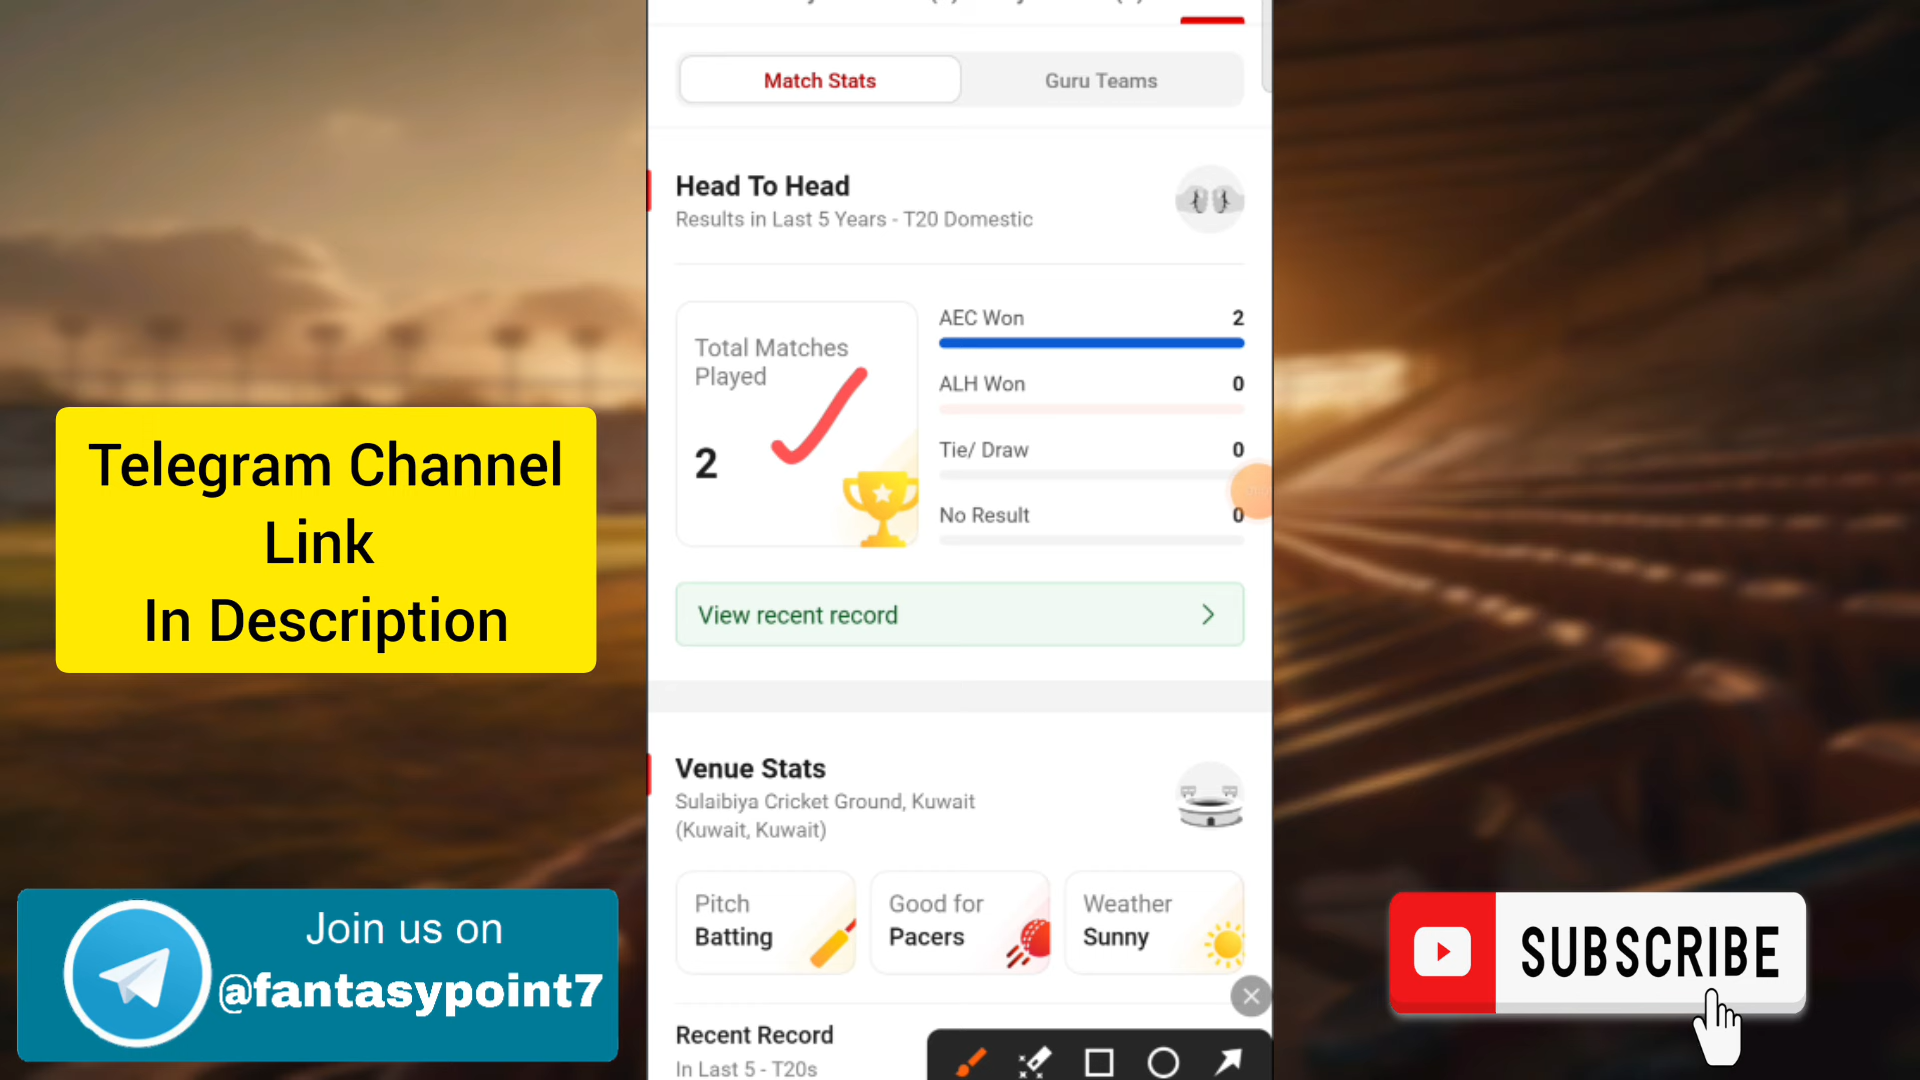 Match Stats
Guru Teams
Head To Head
Results in Last 5 Years - T20 Domestic
Total Matches
Played
2
AEC Won 2
ALH Won 0
Tie/ Draw 0
No Result 0
View recent record
Venue Stats
Sulaibiya Cricket Ground, Kuwait
(Kuwait, Kuwait)
Pitch
Batting
Good for
Pacers
Weather
Sunny
Recent Record
In Last 5 - T20s
Telegram Channel
Link
In Description
Join us on
@fantasypoint7
SUBSCRIBE